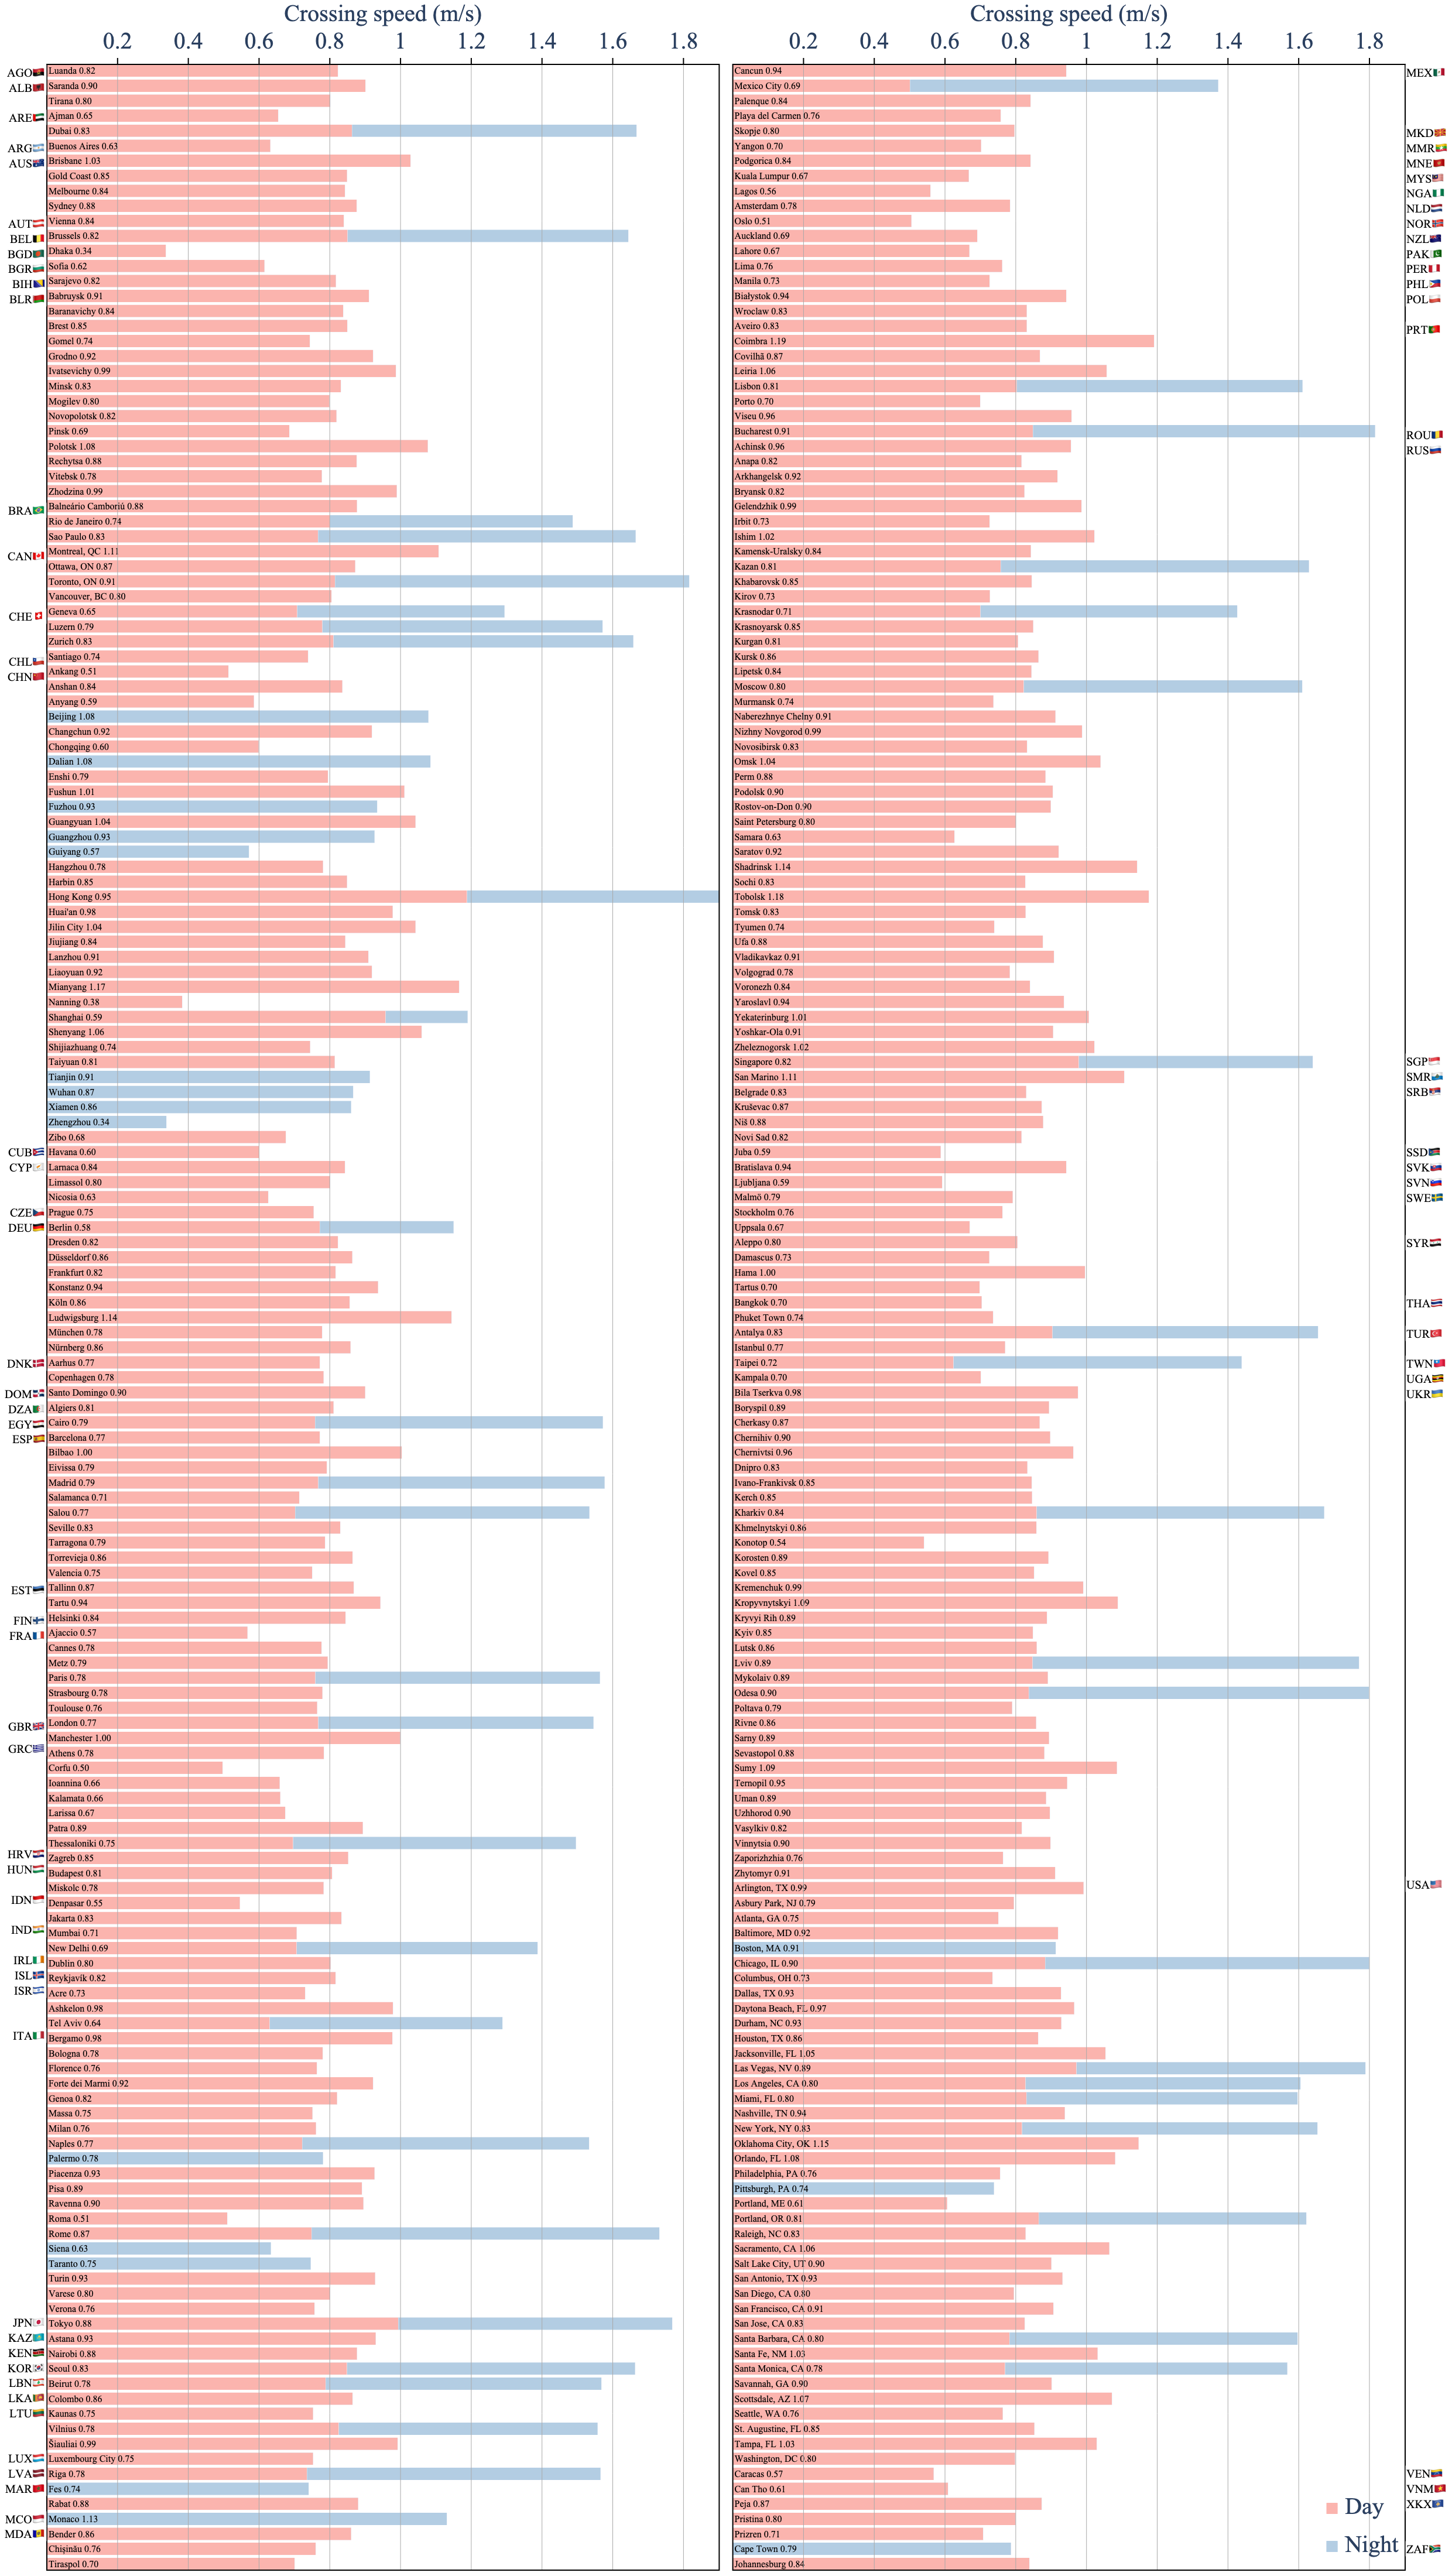 Crossing speed (m/s)
0.2 0.4 0.6 0.8 1 1.2 1.4 1.6 1.8
AGO Luanda 0.82
ALB Saranda 0.90
Tirana 0.80
ARE Ajman 0.65
Dubai 0.83
ARG Buenos Aires 0.63
AUS Brisbane 1.03
Gold Coast 0.85
Melbourne 0.84
Sydney 0.88
AUT Vienna 0.84
BEL Brussels 0.82
BGD Dhaka 0.34
BGR Sofia 0.62
BIH Sarajevo 0.82
BLR Babruysk 0.91
Baranavichy 0.84
Brest 0.85
Gomel 0.74
Grodno 0.92
Ivatsevichy 0.99
Minsk 0.83
Mogilev 0.80
Novopolotsk 0.82
Pinsk 0.69
Polotsk 1.08
Rechytsa 0.88
Vitebsk 0.78
Zhodzina 0.99
BRA Balneário Camboriú 0.88
Rio de Janeiro 0.74
Sao Paulo 0.83
CAN Montreal, QC 1.11
Ottawa, ON 0.87
Toronto, ON 0.91
Vancouver, BC 0.80
CHE Geneva 0.65
Luzern 0.79
Zurich 0.83
CHL Santiago 0.74
CHN Ankang 0.51
Anshan 0.84
Anyang 0.59
Beijing 1.08
Changchun 0.92
Chongqing 0.60
Dalian 1.08
Enshi 0.79
Fushun 1.01
Fuzhou 0.93
Guangyuan 1.04
Guangzhou 0.93
Guiyang 0.57
Hangzhou 0.78
Harbin 0.85
Hong Kong 0.95
Huai'an 0.98
Jilin City 1.04
Jiujiang 0.84
Lanzhou 0.91
Liaoyuan 0.92
Mianyang 1.17
Nanning 0.38
Shanghai 0.59
Shenyang 1.06
Shijiazhuang 0.74
Taiyuan 0.81
Tianjin 0.91
Wuhan 0.87
Xiamen 0.86
Zhengzhou 0.34
Zibo 0.68
CUB Havana 0.60
CYP Larnaca 0.84
Limassol 0.80
Nicosia 0.63
CZE Prague 0.75
DEU Berlin 0.58
Dresden 0.82
Düsseldorf 0.86
Frankfurt 0.82
Konstanz 0.94
Köln 0.86
Ludwigsburg 1.14
München 0.78
Nürnberg 0.86
DNK Aarhus 0.77
Copenhagen 0.78
DOM Santo Domingo 0.90
DZA Algiers 0.81
EGY Cairo 0.79
ESP Barcelona 0.77
Bilbao 1.00
Eivissa 0.79
Madrid 0.79
Salamanca 0.71
Salou 0.77
Seville 0.83
Tarragona 0.79
Torrevieja 0.86
Valencia 0.75
EST Tallinn 0.87
Tartu 0.94
FIN Helsinki 0.84
FRA Ajaccio 0.57
Cannes 0.78
Metz 0.79
Paris 0.78
Strasbourg 0.78
Toulouse 0.76
GBR London 0.77
Manchester 1.00
GRC Athens 0.78
Corfu 0.50
Ioannina 0.66
Kalamata 0.66
Larissa 0.67
Patra 0.89
Thessaloniki 0.75
HRV Zagreb 0.85
HUN Budapest 0.81
Miskolc 0.78
IDN Denpasar 0.55
Jakarta 0.83
IND Mumbai 0.71
New Delhi 0.69
IRL Dublin 0.80
ISL Reykjavik 0.82
ISR Acre 0.73
Ashkelon 0.98
Tel Aviv 0.64
ITA Bergamo 0.98
Bologna 0.78
Florence 0.76
Forte dei Marmi 0.92
Genoa 0.82
Massa 0.75
Milan 0.76
Naples 0.77
Palermo 0.78
Piacenza 0.93
Pisa 0.89
Ravenna 0.90
Roma 0.51
Rome 0.87
Siena 0.63
Taranto 0.75
Turin 0.93
Varese 0.80
Verona 0.76
JPN Tokyo 0.88
KAZ Astana 0.93
KEN Nairobi 0.88
KOR Seoul 0.83
LBN Beirut 0.78
LKA Colombo 0.86
LTU Kaunas 0.75
Vilnius 0.78
Šiauliai 0.99
LUX Luxembourg City 0.75
LVA Riga 0.78
MAR Fes 0.74
Rabat 0.88
MCO Monaco 1.13
MDA Bender 0.86
Chișinău 0.76
Tiraspol 0.70
Crossing speed (m/s)
0.2 0.4 0.6 0.8 1 1.2 1.4 1.6 1.8
Cancun 0.94 MEX
Mexico City 0.69
Palenque 0.84
Playa del Carmen 0.76
Skopje 0.80 MKD
Yangon 0.70 MMR
Podgorica 0.84 MNE
Kuala Lumpur 0.67 MYS
Lagos 0.56 NGA
Amsterdam 0.78 NLD
Oslo 0.51 NOR
Auckland 0.69 NZL
Lahore 0.67 PAK
Lima 0.76 PER
Manila 0.73 PHL
Białystok 0.94 POL
Wroclaw 0.83
Aveiro 0.83 PRT
Coimbra 1.19
Covilhã 0.87
Leiria 1.06
Lisbon 0.81
Porto 0.70
Viseu 0.96
Bucharest 0.91 ROU
Achinsk 0.96 RUS
Anapa 0.82
Arkhangelsk 0.92
Bryansk 0.82
Gelendzhik 0.99
Irbit 0.73
Ishim 1.02
Kamensk-Uralsky 0.84
Kazan 0.81
Khabarovsk 0.85
Kirov 0.73
Krasnodar 0.71
Krasnoyarsk 0.85
Kurgan 0.81
Kursk 0.86
Lipetsk 0.84
Moscow 0.80
Murmansk 0.74
Naberezhnye Chelny 0.91
Nizhny Novgorod 0.99
Novosibirsk 0.83
Omsk 1.04
Perm 0.88
Podolsk 0.90
Rostov-on-Don 0.90
Saint Petersburg 0.80
Samara 0.63
Saratov 0.92
Shadrinsk 1.14
Sochi 0.83
Tobolsk 1.18
Tomsk 0.83
Tyumen 0.74
Ufa 0.88
Vladikavkaz 0.91
Volgograd 0.78
Voronezh 0.84
Yaroslavl 0.94
Yekaterinburg 1.01
Yoshkar-Ola 0.91
Zheleznogorsk 1.02
Singapore 0.82 SGP
San Marino 1.11 SMR
Belgrade 0.83 SRB
Kruševac 0.87
Niš 0.88
Novi Sad 0.82
Juba 0.59 SSD
Bratislava 0.94 SVK
Ljubljana 0.59 SVN
Malmö 0.79 SWE
Stockholm 0.76
Uppsala 0.67
Aleppo 0.80 SYR
Damascus 0.73
Hama 1.00
Tartus 0.70
Bangkok 0.70 THA
Phuket Town 0.74
Antalya 0.83 TUR
Istanbul 0.77
Taipei 0.72 TWN
Kampala 0.70 UGA
Bila Tserkva 0.98 UKR
Boryspil 0.89
Cherkasy 0.87
Chernihiv 0.90
Chernivtsi 0.96
Dnipro 0.83
Ivano-Frankivsk 0.85
Kerch 0.85
Kharkiv 0.84
Khmelnytskyi 0.86
Konotop 0.54
Korosten 0.89
Kovel 0.85
Kremenchuk 0.99
Kropyvnytskyi 1.09
Kryvyi Rih 0.89
Kyiv 0.85
Lutsk 0.86
Lviv 0.89
Mykolaiv 0.89
Odesa 0.90
Poltava 0.79
Rivne 0.86
Sarny 0.89
Sevastopol 0.88
Sumy 1.09
Ternopil 0.95
Uman 0.89
Uzhhorod 0.90
Vasylkiv 0.82
Vinnytsia 0.90
Zaporizhzhia 0.76
Zhytomyr 0.91
Arlington, TX 0.99 USA
Asbury Park, NJ 0.79
Atlanta, GA 0.75
Baltimore, MD 0.92
Boston, MA 0.91
Chicago, IL 0.90
Columbus, OH 0.73
Dallas, TX 0.93
Daytona Beach, FL 0.97
Durham, NC 0.93
Houston, TX 0.86
Jacksonville, FL 1.05
Las Vegas, NV 0.89
Los Angeles, CA 0.80
Miami, FL 0.80
Nashville, TN 0.94
New York, NY 0.83
Oklahoma City, OK 1.15
Orlando, FL 1.08
Philadelphia, PA 0.76
Pittsburgh, PA 0.74
Portland, ME 0.61
Portland, OR 0.81
Raleigh, NC 0.83
Sacramento, CA 1.06
Salt Lake City, UT 0.90
San Antonio, TX 0.93
San Diego, CA 0.80
San Francisco, CA 0.91
San Jose, CA 0.83
Santa Barbara, CA 0.80
Santa Fe, NM 1.03
Santa Monica, CA 0.78
Savannah, GA 0.90
Scottsdale, AZ 1.07
Seattle, WA 0.76
St. Augustine, FL 0.85
Tampa, FL 1.03
Washington, DC 0.80
Caracas 0.57 VEN
Can Tho 0.61 VNM
Peja 0.87 XKX
Pristina 0.80
Prizren 0.71
Cape Town 0.79 ZAF
Johannesburg 0.84
Day
Night